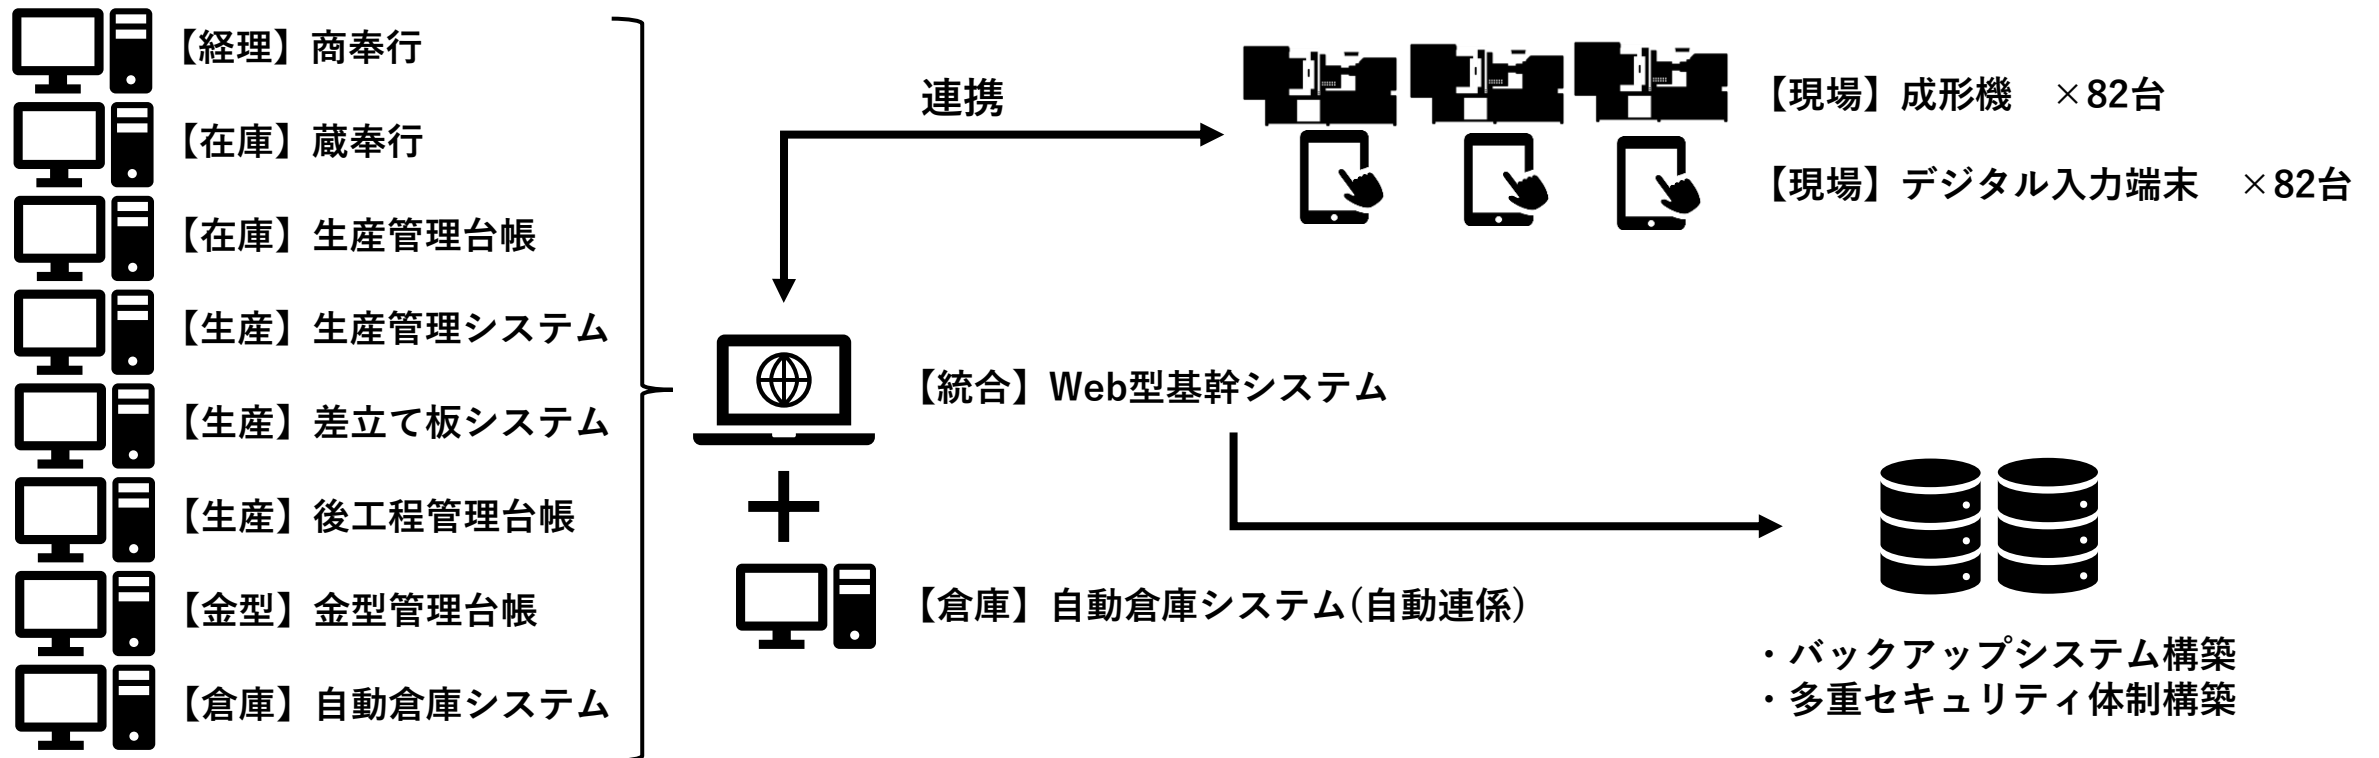 【経理】商奉行
【在庫】蔵奉行
【在庫】生産管理台帳
【生産】生産管理システム
【生産】差立て板システム
【生産】後工程管理台帳
【金型】金型管理台帳
【倉庫】自動倉庫システム
連携
【現場】成形機　×82台
【現場】デジタル入力端末　×82台
【統合】Web型基幹システム
【倉庫】自動倉庫システム(自動連係)
・バックアップシステム構築
・多重セキュリティ体制構築